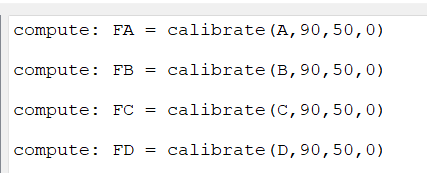 compute: FA = calibrate(A,90,50,0)
compute: FB = calibrate(B,90,50,0)
compute: FC = calibrate(C,90,50,0)
compute: FD = calibrate(D,90,50,0)